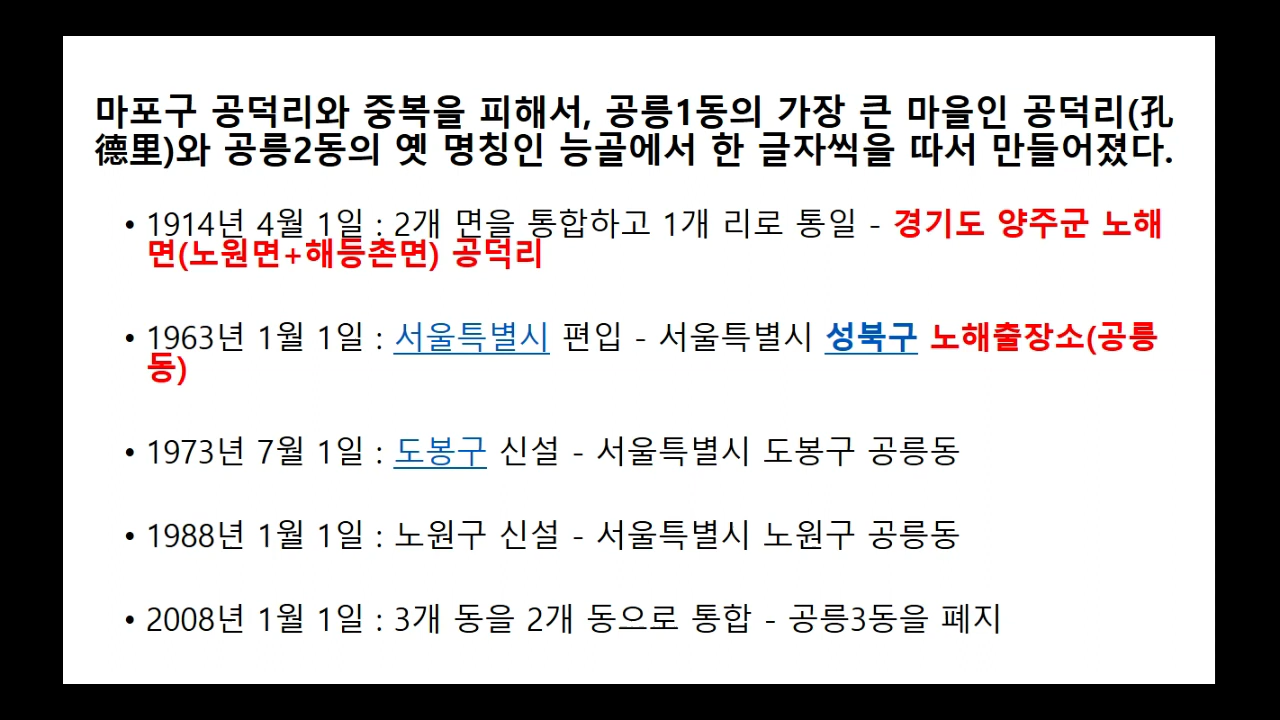 마포구 공덕리와 중복을 피해서, 공릉1동의 가장 큰 마을인 공덕리(孔
德里)와 공릉2동의 옛 명칭인 능골에서 한 글자씩을 따서 만들어졌다.
• 1914년 4월 1일 : 2개 면을 통합하고 1개 리로 통일 - 경기도 양주군 노해
면(노원면+해등촌면) 공덕리
• 1963년 1월 1일 : 서울특별시 편입 - 서울특별시 성북구 노해출장소(공릉
동)
• 1973년 7월 1일 : 도봉구 신설 - 서울특별시 도봉구 공릉동
• 1988년 1월 1일 : 노원구 신설 - 서울특별시 노원구 공릉동
• 2008년 1월 1일 : 3개 동을 2개 동으로 통합 - 공릉3동을 폐지